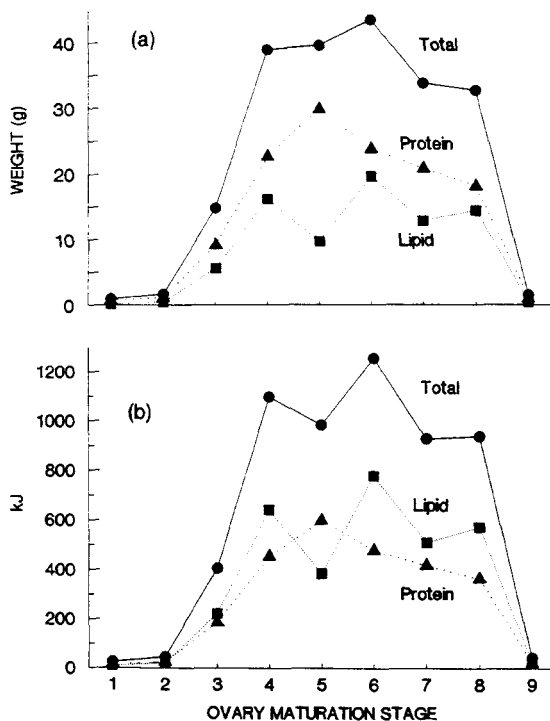 (a)
Total
Protein
Lipid
WEIGHT (g)
40
30
20
10
0
(b)
Total
Lipid
Protein
kJ
1200
1000
800
600
400
200
0
1 2 3 4 5 6 7 8 9
OVARY MATURATION STAGE